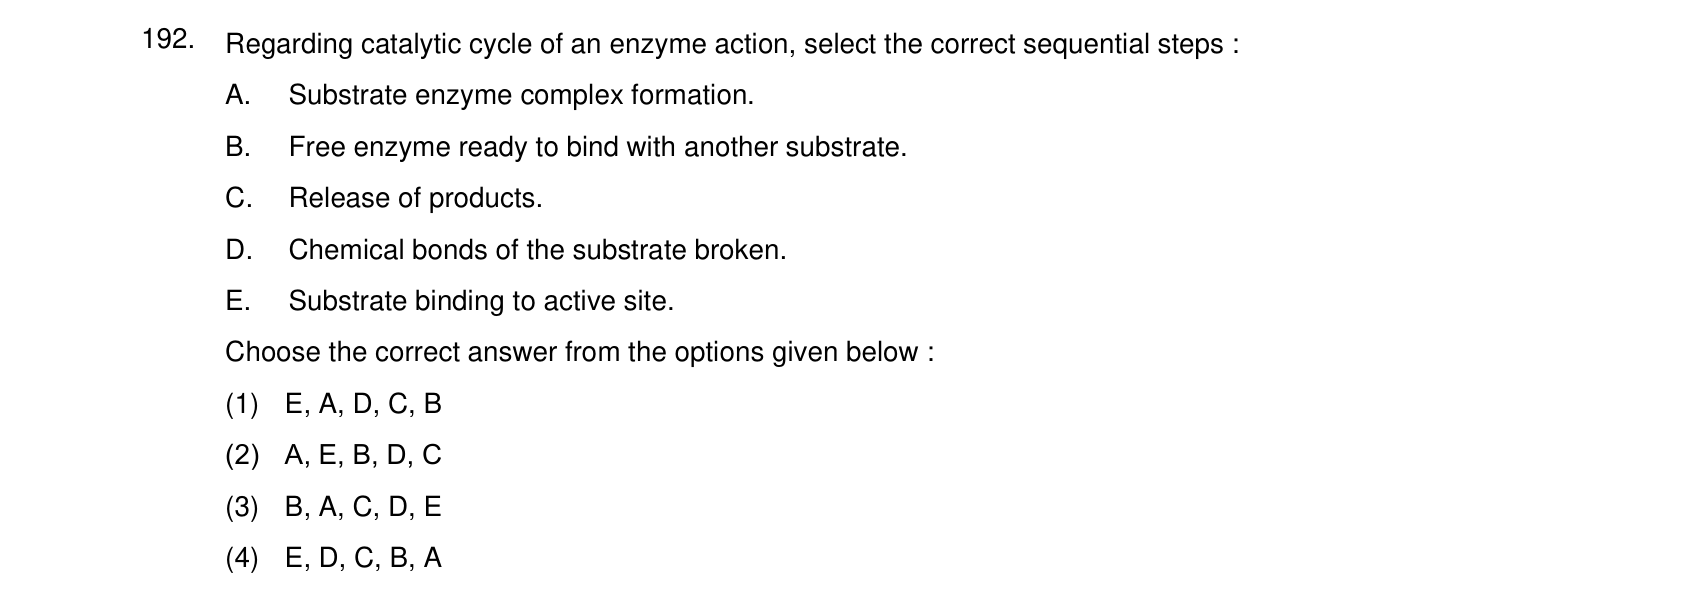 192. Regarding catalytic cycle of an enzyme action, select the correct sequential steps :
A. Substrate enzyme complex formation.
B. Free enzyme ready to bind with another substrate.
C. Release of products.
D. Chemical bonds of the substrate broken.
E. Substrate binding to active site.
Choose the correct answer from the options given below :
(1) E, A, D, C, B
(2) A, E, B, D, C
(3) B, A, C, D, E
(4) E, D, C, B, A